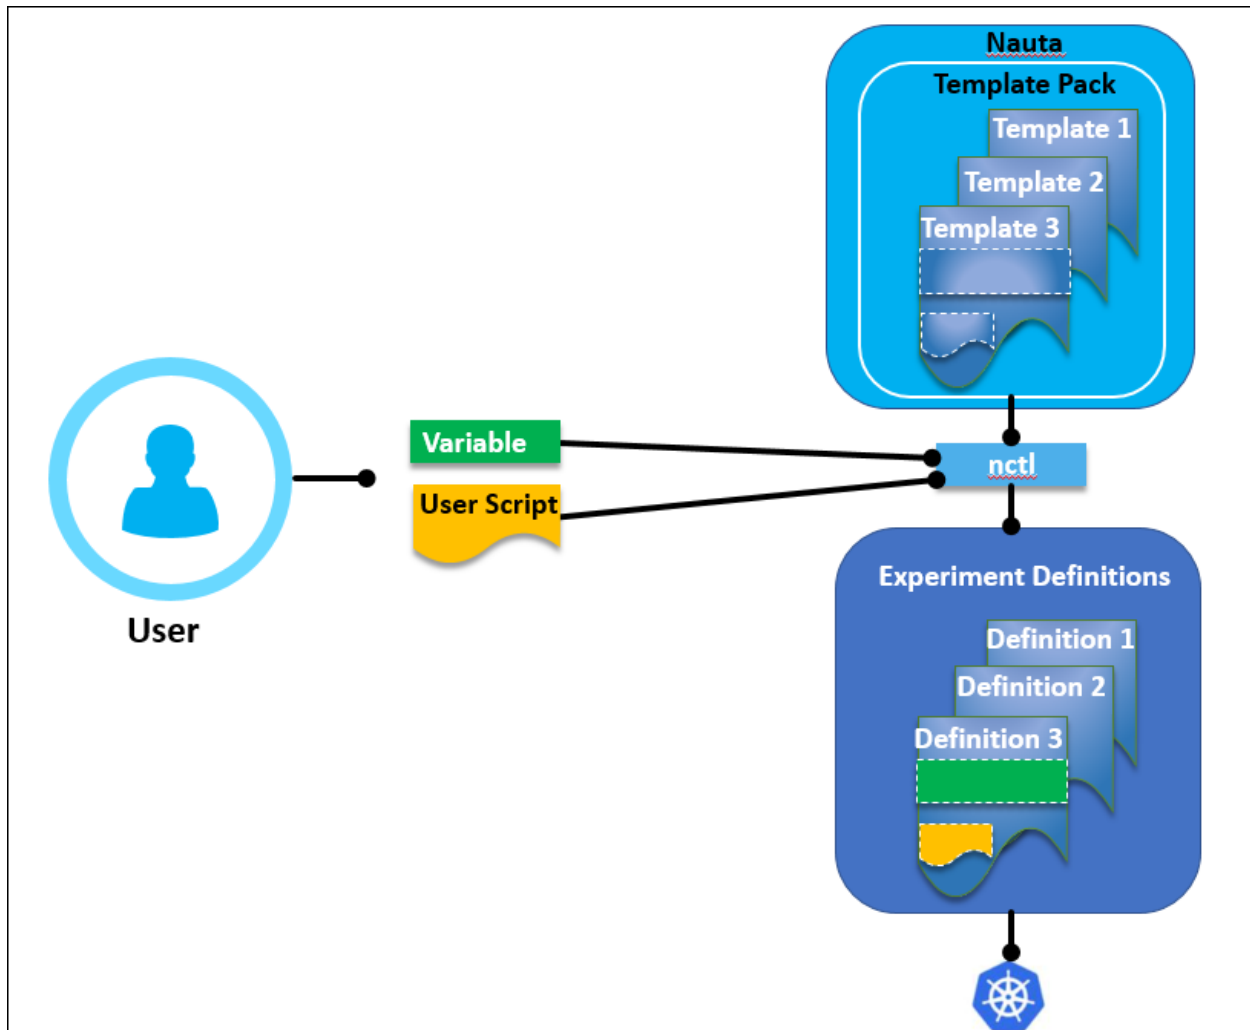 Nauta
Template Pack
Template 1
Template 2
Template 3
Variable
User Script
nctl
User
Experiment Definitions
Definition 1
Definition 2
Definition 3